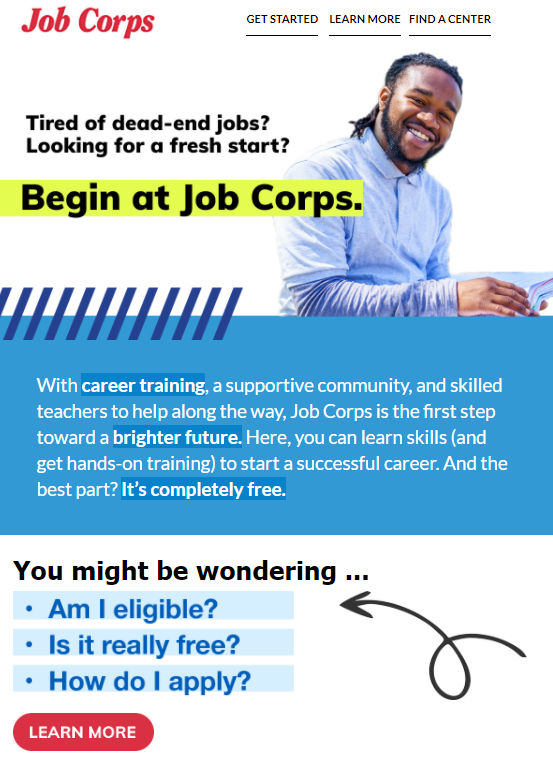 Job Corps
GET STARTED LEARN MORE FIND A CENTER
Tired of dead-end jobs?
Looking for a fresh start?
Begin at Job Corps.
With career training, a supportive community, and skilled
teachers to help along the way, Job Corps is the first step
toward a brighter future. Here, you can learn skills (and
get hands-on training) to start a successful career. And the
best part? It’s completely free.
You might be wondering ...
• Am I eligible?
• Is it really free?
• How do I apply?
LEARN MORE